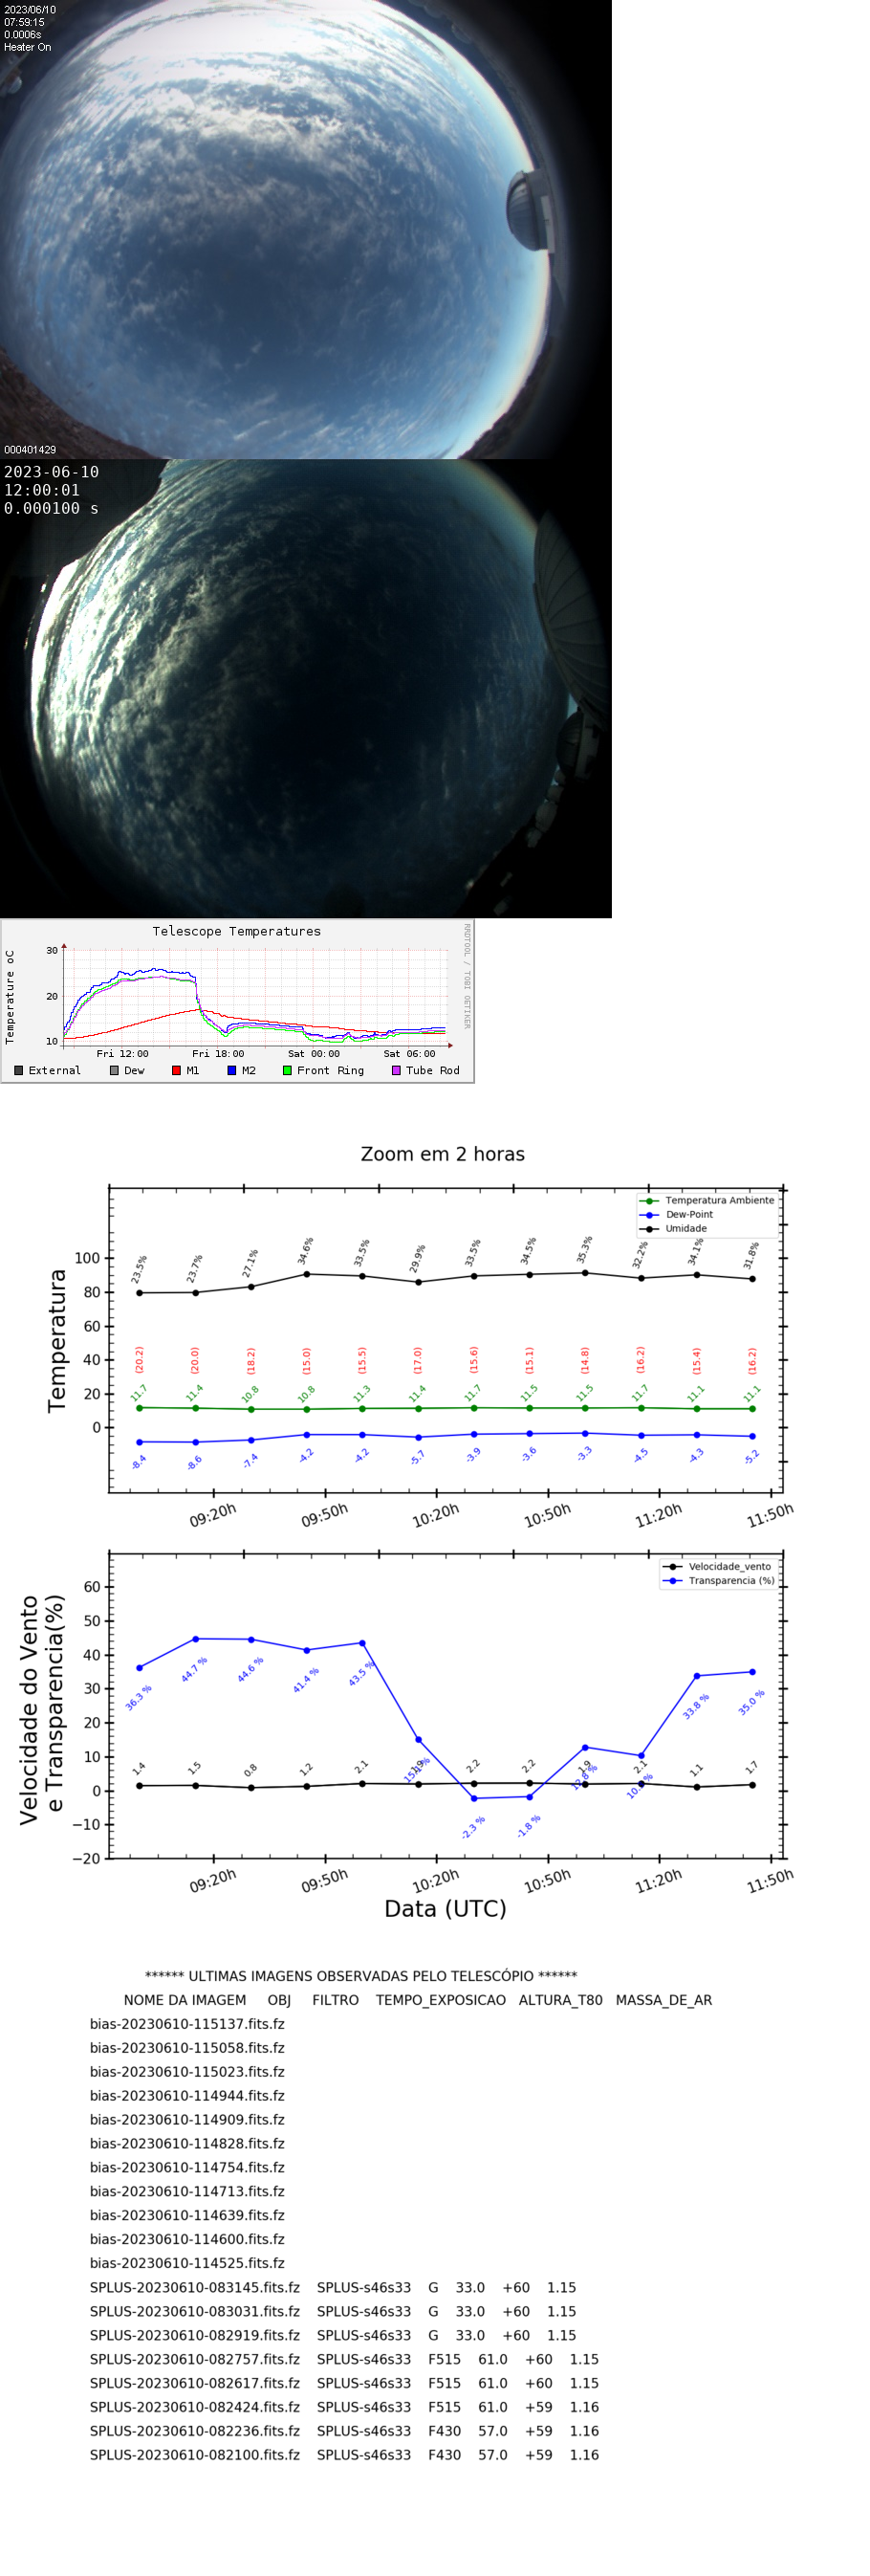 2023/06/10
07:59:15
0.0006s
Heater On
000401429
2023-06-10
12:00:01
0.000100 s
Telescope Temperatures
RRDTOOL / TOBI OETIKER
Temperature oC
30
20
10
Fri 12:00 Fri 18:00 Sat 00:00 Sat 06:00
External Dew M1 M2 Front Ring Tube Rod
Zoom em 2 horas
Temperatura Ambiente
Dew-Point
Umidade
Temperatura
100
80
60
40
20
0
23.5% 23.7% 27.1% 34.6% 33.5% 29.9% 33.5% 34.5% 35.3% 32.2% 34.1% 31.8%
(20.2) (20.0) (18.2) (15.0) (15.5) (17.0) (15.6) (15.1) (14.8) (16.2) (15.4) (16.2)
11.7 11.4 10.8 10.8 11.3 11.4 11.7 11.5 11.5 11.7 11.1 11.1
-8.4 -8.6 -7.4 -4.2 -4.2 -5.7 -3.9 -3.6 -3.3 -4.5 -4.3 -5.2
09:20h 09:50h 10:20h 10:50h 11:20h 11:50h
Velocidade_vento
Transparencia (%)
Velocidade do Vento
e Transparencia(%)
60
50
40
30
20
10
0
−10
−20
36.3 % 44.7 % 44.6 % 41.4 % 43.5 % -2.3 % -1.8 % 33.8 % 35.0 %
1.4 1.5 0.8 1.2 2.1 2.2 2.2 1.9 2.1 1.1 1.7
09:20h 09:50h 10:20h 10:50h 11:20h 11:50h
Data (UTC)
****** ULTIMAS IMAGENS OBSERVADAS PELO TELESCÓPIO ******
NOME DA IMAGEM OBJ FILTRO TEMPO_EXPOSICAO ALTURA_T80 MASSA_DE_AR
bias-20230610-115137.fits.fz
bias-20230610-115058.fits.fz
bias-20230610-115023.fits.fz
bias-20230610-114944.fits.fz
bias-20230610-114909.fits.fz
bias-20230610-114828.fits.fz
bias-20230610-114754.fits.fz
bias-20230610-114713.fits.fz
bias-20230610-114639.fits.fz
bias-20230610-114600.fits.fz
bias-20230610-114525.fits.fz
SPLUS-20230610-083145.fits.fz SPLUS-s46s33 G 33.0 +60 1.15
SPLUS-20230610-083031.fits.fz SPLUS-s46s33 G 33.0 +60 1.15
SPLUS-20230610-082919.fits.fz SPLUS-s46s33 G 33.0 +60 1.15
SPLUS-20230610-082757.fits.fz SPLUS-s46s33 F515 61.0 +60 1.15
SPLUS-20230610-082617.fits.fz SPLUS-s46s33 F515 61.0 +60 1.15
SPLUS-20230610-082424.fits.fz SPLUS-s46s33 F515 61.0 +59 1.16
SPLUS-20230610-082236.fits.fz SPLUS-s46s33 F430 57.0 +59 1.16
SPLUS-20230610-082100.fits.fz SPLUS-s46s33 F430 57.0 +59 1.16